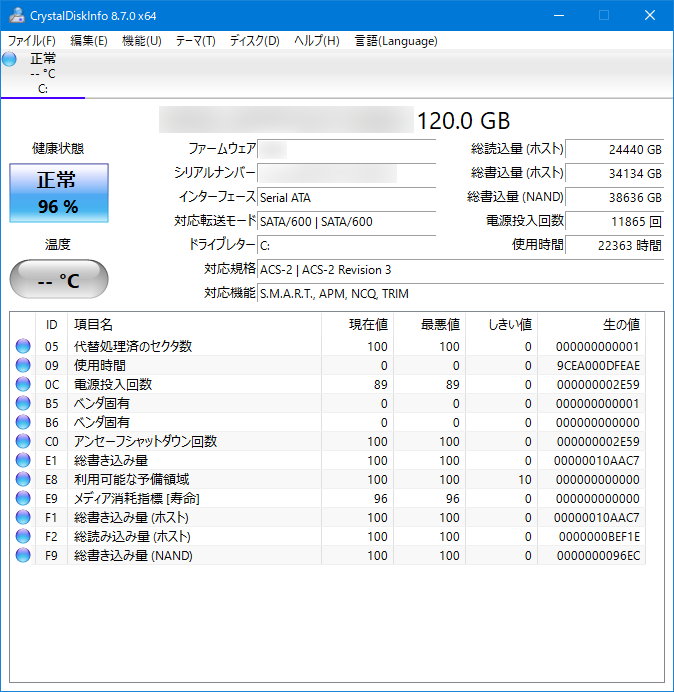 CrystalDiskInfo 8.7.0 x64
ファイル(F) 編集(E) 機能(U) テーマ(T) ディスク(D) ヘルプ(H) 言語(Language)
正常
-- °C
C:
120.0 GB
健康状態
正常
96 %
温度
-- °C
ファームウェア
シリアルナンバー
インターフェース Serial ATA
対応転送モード SATA/600 | SATA/600
ドライブレター C:
対応規格 ACS-2 | ACS-2 Revision 3
対応機能 S.M.A.R.T., APM, NCQ, TRIM
総読込量 (ホスト) 24440 GB
総書込量 (ホスト) 34134 GB
総書込量 (NAND) 38636 GB
電源投入回数 11865 回
使用時間 22363 時間
ID 項目名 現在値 最悪値 しきい値 生の値
05 代替処理済のセクタ数 100 100 0 000000000001
09 使用時間 0 0 0 9CEA000DFEAE
0C 電源投入回数 89 89 0 000000002E59
B5 ベンダ固有 0 0 0 000000000001
B6 ベンダ固有 0 0 0 000000000000
C0 アンセーフシャットダウン回数 100 100 0 000000002E59
E1 総書き込み量 100 100 0 00000010AAC7
E8 利用可能な予備領域 100 100 10 000000000000
E9 メディア消耗指標 [寿命] 96 96 0 000000000000
F1 総書き込み量 (ホスト) 100 100 0 00000010AAC7
F2 総読み込み量 (ホスト) 100 100 0 0000000BEF1E
F9 総書き込み量 (NAND) 100 100 0 0000000096EC